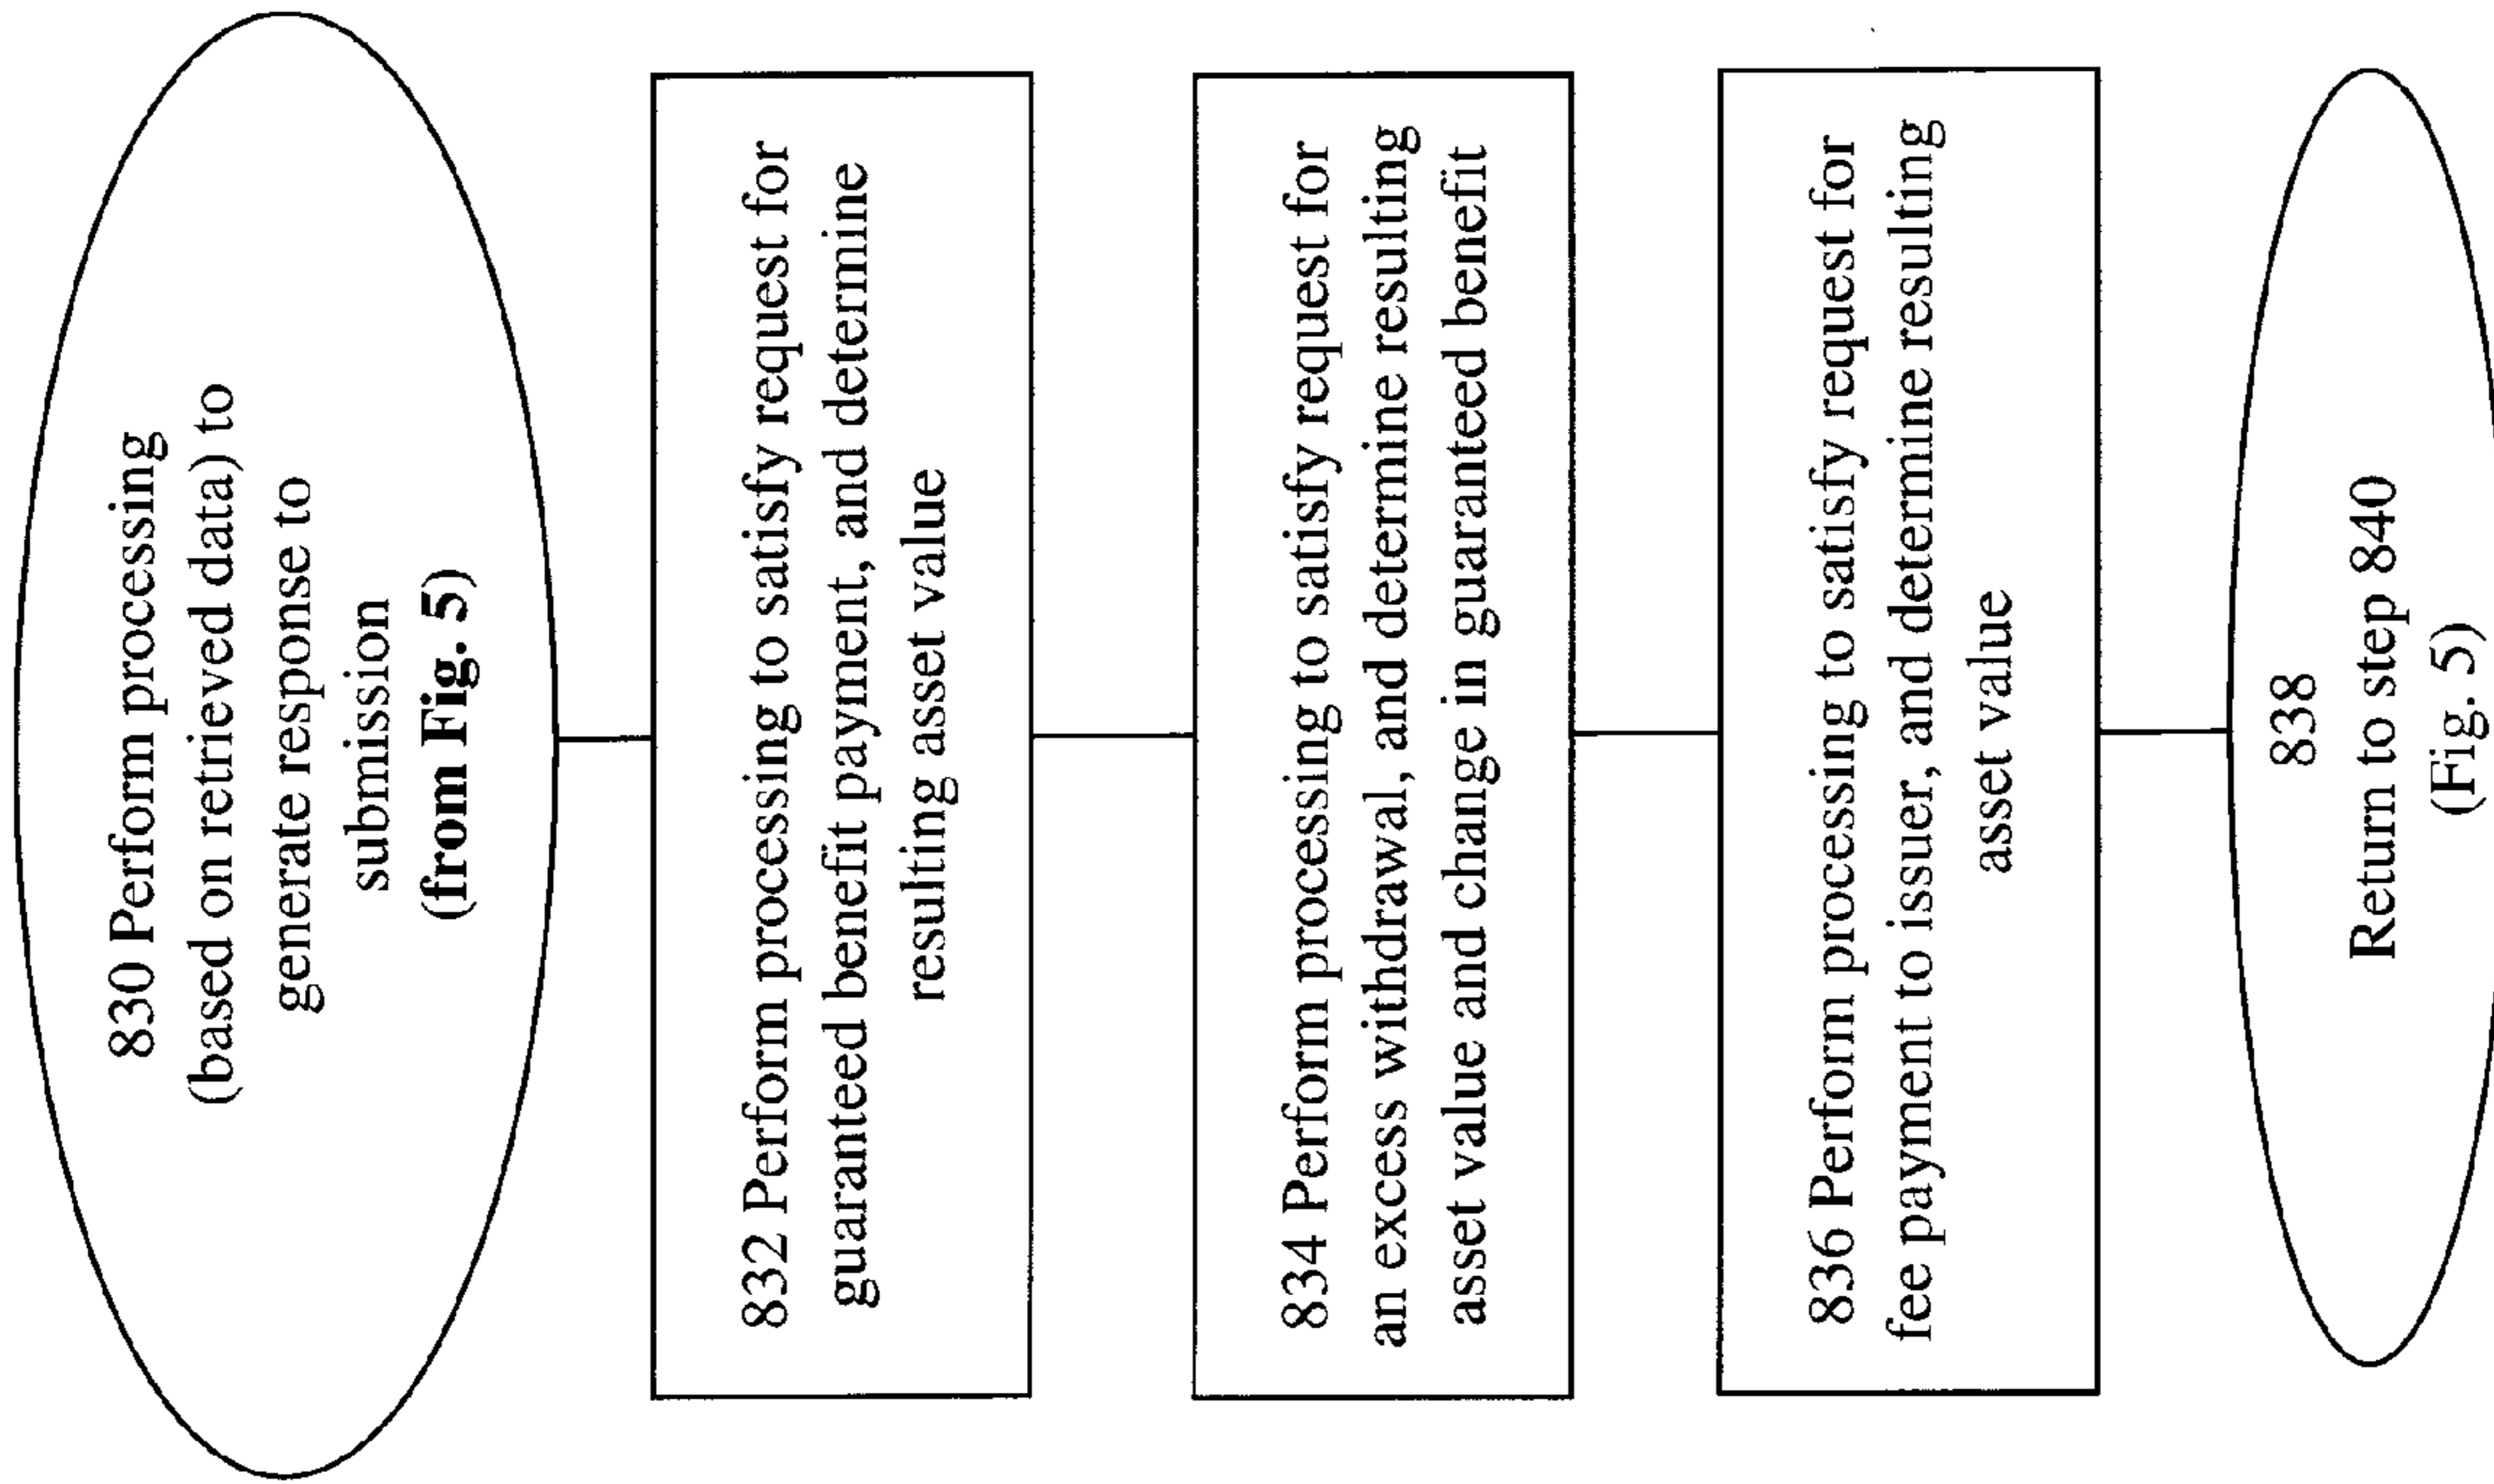 830 Perform processing
(based on retrieved data) to
generate response to
submission
(from Fig. 5)
832 Perform processing to satisfy request for
guaranteed benefit payment, and determine
resulting asset value
834 Perform processing to satisfy request for
an excess withdrawal, and determine resulting
asset value and change in guaranteed benefit
836 Perform processing to satisfy request for
fee payment to issuer, and determine resulting
asset value
838
Return to step 840
(Fig. 5)